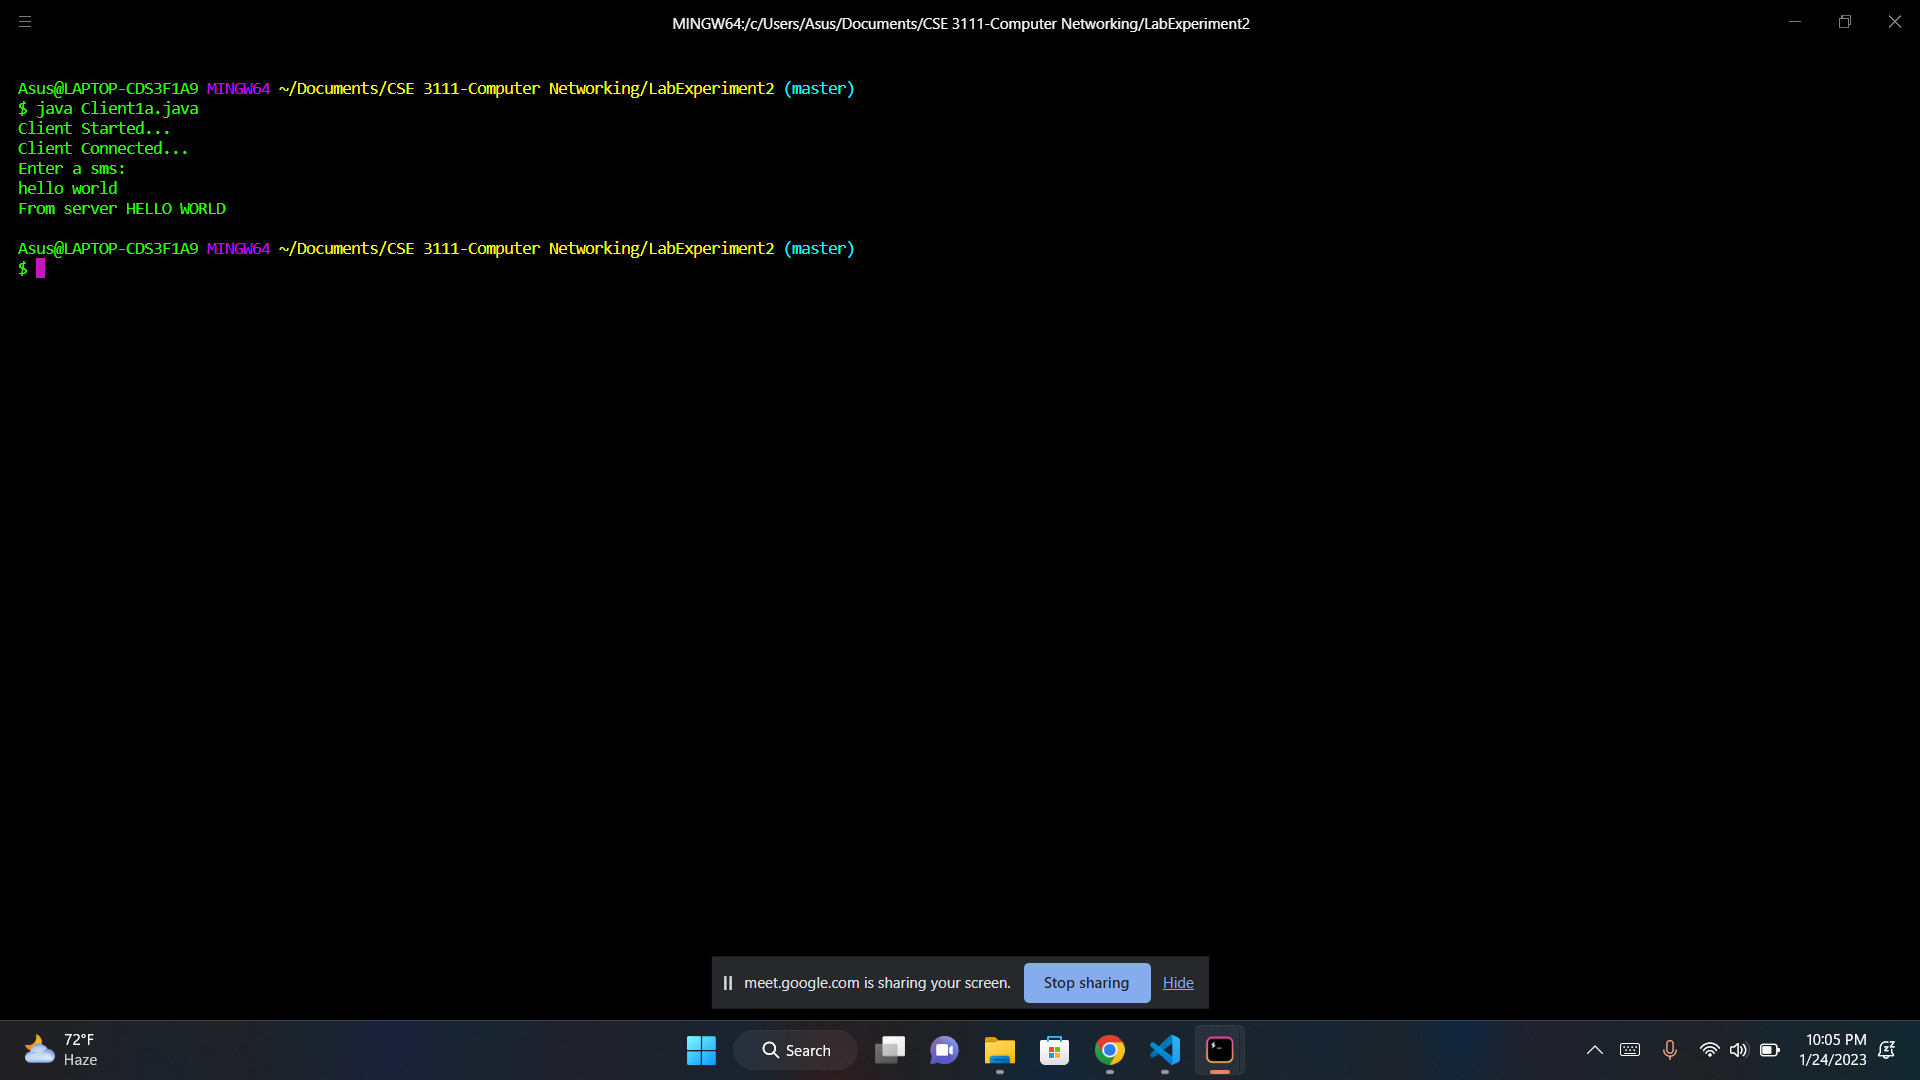 MINGW64:/c/Users/Asus/Documents/CSE 3111-Computer Networking/LabExperiment2
Asus@LAPTOP-CDS3F1A9 MINGW64 ~/Documents/CSE 3111-Computer Networking/LabExperiment2 (master)
$ java Client1a.java
Client Started...
Client Connected...
Enter a sms:
hello world
From server HELLO WORLD
Asus@LAPTOP-CDS3F1A9 MINGW64 ~/Documents/CSE 3111-Computer Networking/LabExperiment2 (master)
$
meet.google.com is sharing your screen. Stop sharing Hide
72°F
Haze
Search
10:05 PM
1/24/2023